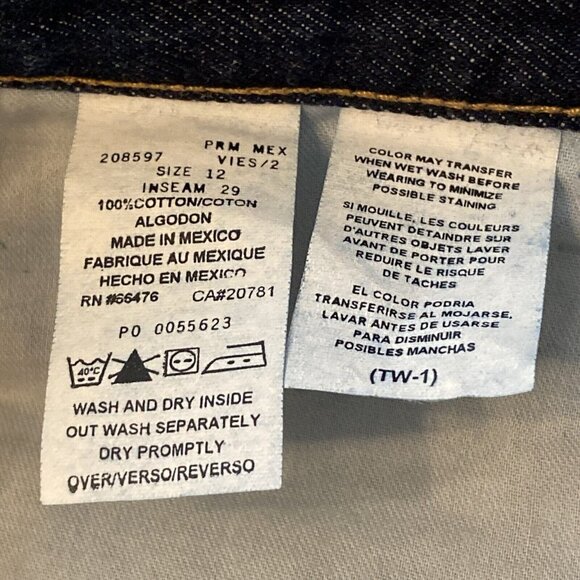 PRM MEX
208597 VIES/2
SIZE 12
INSEAM 29
100%COTTON/COTON
ALGODON
MADE IN MEXICO
FABRIQUE AU MEXIQUE
HECHO EN MEXICO
RN #66476 CA#20781
PO 0055623
40°C
WASH AND DRY INSIDE
OUT WASH SEPARATELY
DRY PROMPTLY
OVER/VERSO/REVERSO
COLOR MAY TRANSFER
WHEN WET WASH BEFORE
WEARING TO MINIMIZE
POSSIBLE STAINING
SI MOUILLE, LES COULEURS
PEUVENT DETAINDRE SUR
D'AUTRES OBJETS LAVER
AVANT DE PORTER POUR
REDUIRE LE RISQUE
DE TACHES
EL COLOR PODRIA
TRANSFERIRSE AL MOJARSE.
LAVAR ANTES DE USARSE
PARA DISMINUIR
POSIBLES MANCHAS
(TW-1)